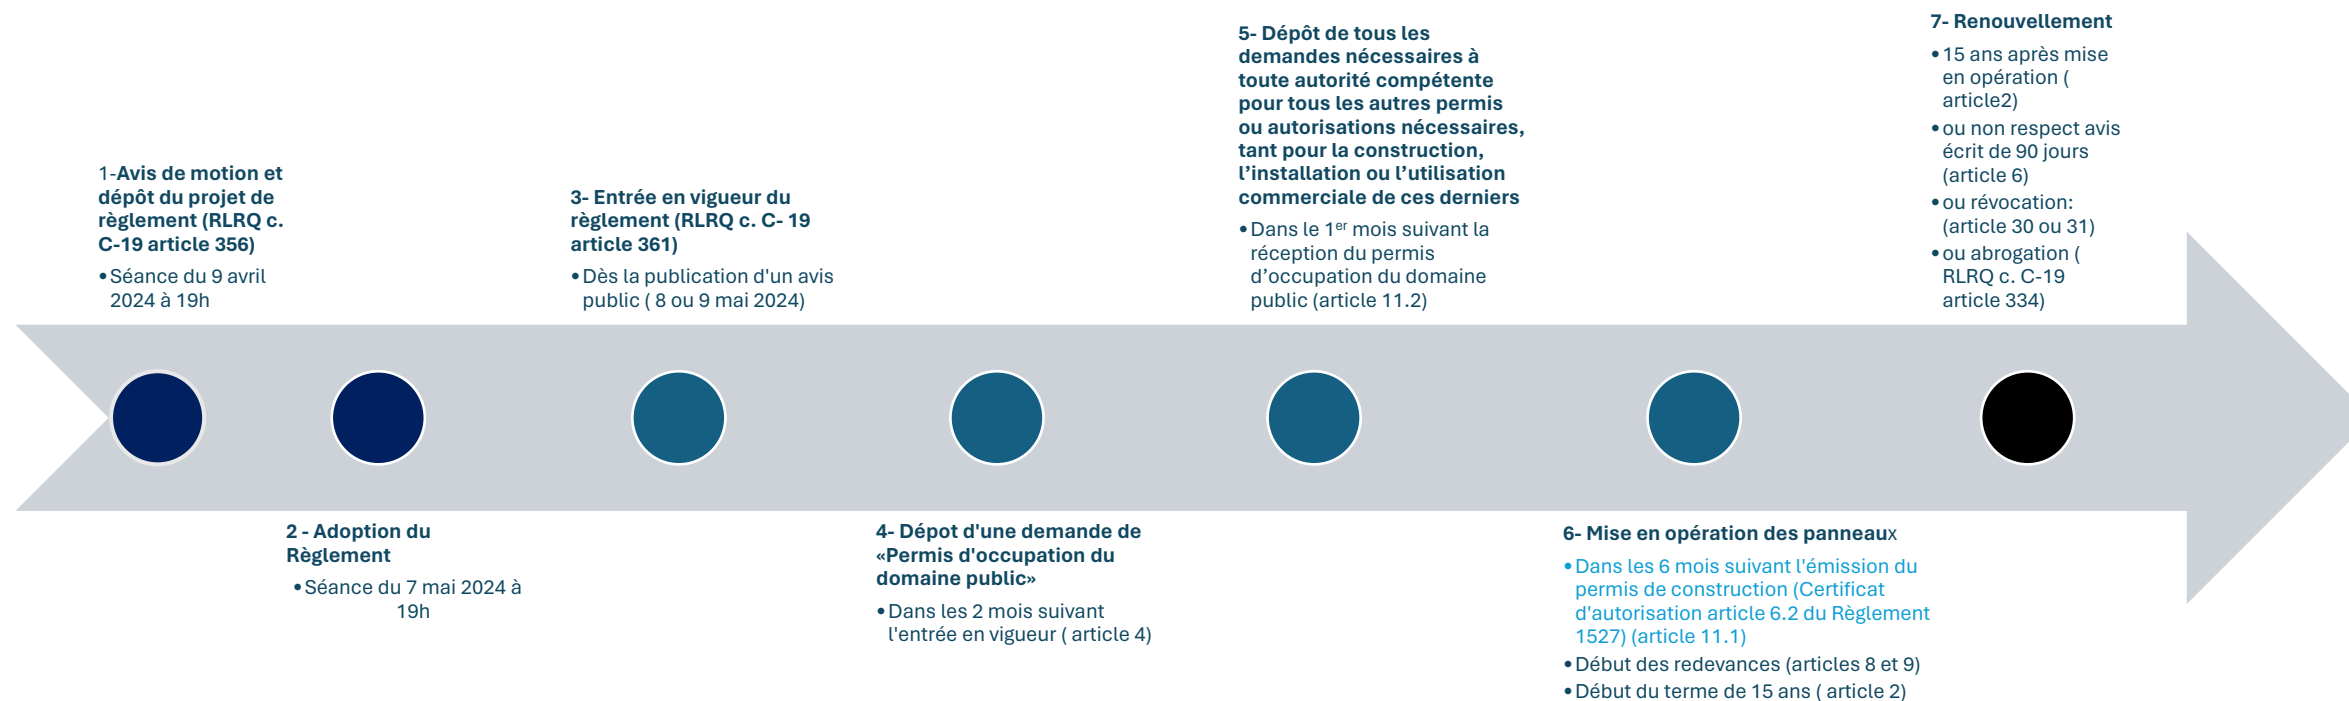 1-Avis de motion et
dépôt du projet de
règlement (RLRQ c.
C-19 article 356)
•Séance du 9 avril
2024 à 19h
2 - Adoption du
Règlement
•Séance du 7 mai 2024 à
19h
3- Entrée en vigueur du
règlement (RLRQ c. C- 19
article 361)
•Dès la publication d'un avis
public ( 8 ou 9 mai 2024)
4- Dépot d'une demande de
«Permis d'occupation du
domaine public»
•Dans les 2 mois suivant
l'entrée en vigueur ( article 4)
5- Dépôt de tous les
demandes nécessaires à
toute autorité compétente
pour tous les autres permis
ou autorisations nécessaires,
tant pour la construction,
l’installation ou l’utilisation
commerciale de ces derniers
•Dans le 1er mois suivant la
réception du permis
d’occupation du domaine
public (article 11.2)
6- Mise en opération des panneaux
•Dans les 6 mois suivant l'émission du
permis de construction (Certificat
d'autorisation article 6.2 du Règlement
1527) (article 11.1)
•Début des redevances (articles 8 et 9)
•Début du terme de 15 ans ( article 2)
7- Renouvellement
•15 ans après mise
en opération (
article2)
•ou non respect avis
écrit de 90 jours
(article 6)
•ou révocation:
(article 30 ou 31)
•ou abrogation (
RLRQ c. C-19
article 334)